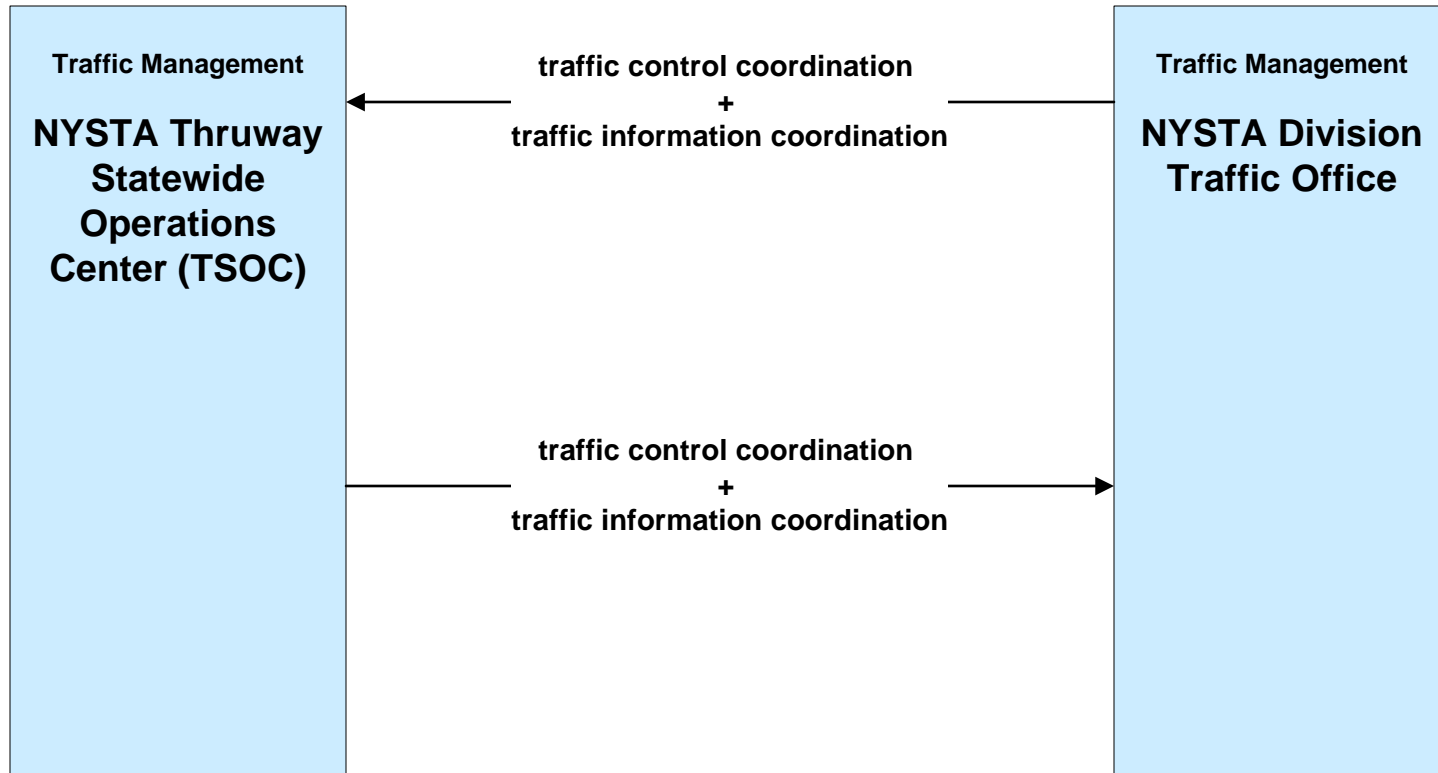 Traffic Management
NYSTA Thruway
Statewide
Operations
Center (TSOC)
traffic control coordination
+
traffic information coordination
traffic control coordination
+
traffic information coordination
Traffic Management
NYSTA Division
Traffic Office